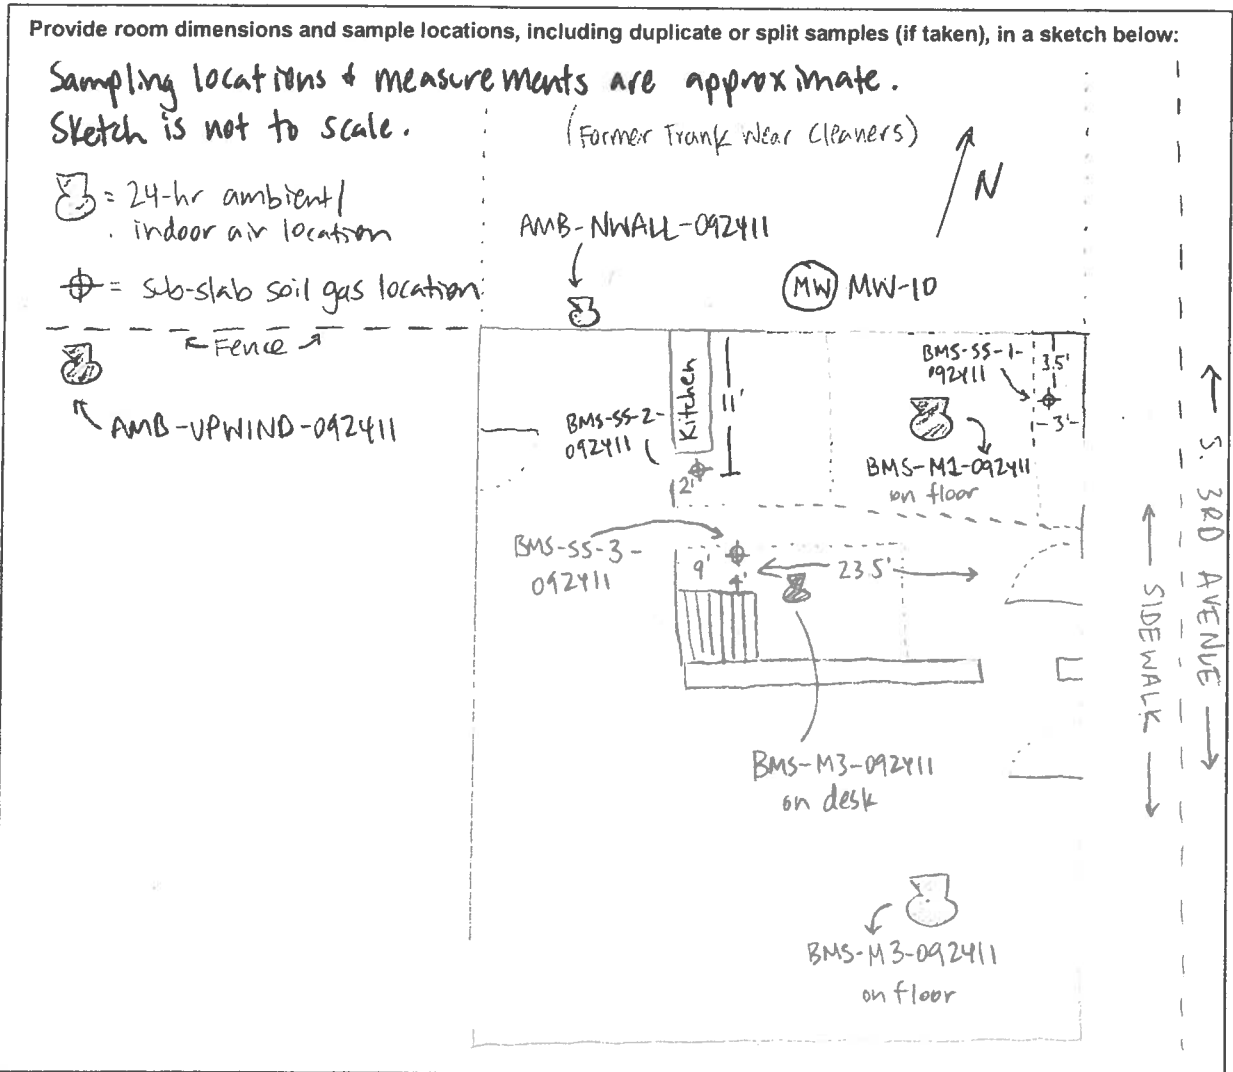 Provide room dimensions and sample locations, including duplicate or split samples (if taken), in a sketch below:
Sampling locations & measurements are approximate.
Sketch is not to scale.
(Former Trank Wear Cleaners)
N
= 24-hr ambient/
indoor air location
AMB-NWALL-092411
= sub-slab soil gas location
MW MW-10
Fence
AMB-UPWIND-092411
Kitchen
11'
BMS-SS-1-
092411
3.5'
3'
BMS-SS-2-
092411
2'
BMS-M1-092411
on floor
BMS-SS-3-
092411
9'
4'
23.5'
S. 3RD AVENUE
SIDEWALK
BMS-M3-092411
on desk
BMS-M3-092411
on floor